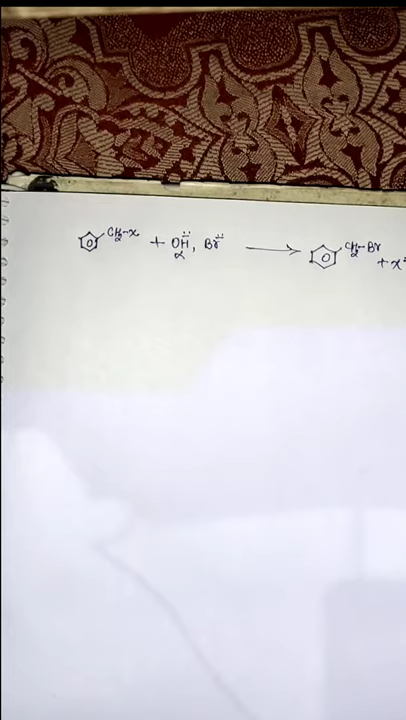 CH₂-X + OH⁻, Br⁻ ⟶ CH₂-Br
α + X⁻